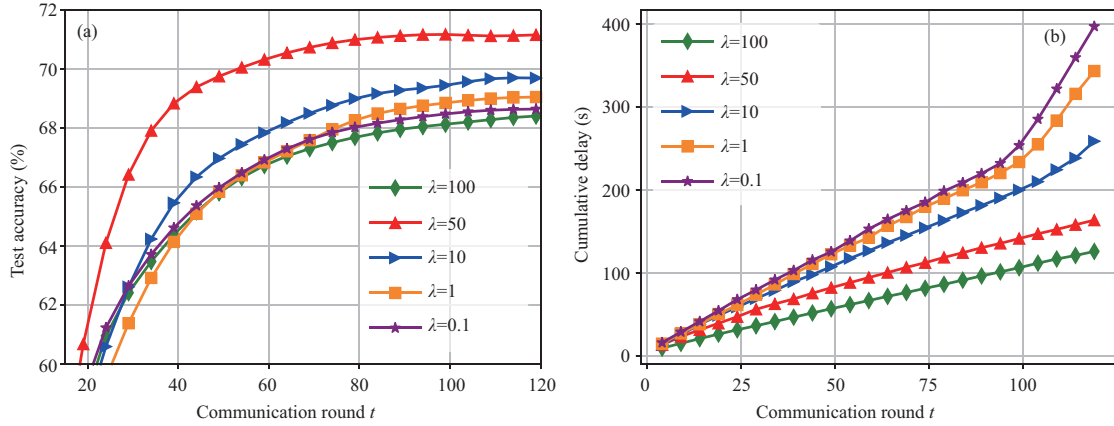 72
70
68
66
64
62
60
Test accuracy (%)
(a)
λ=100
λ=50
λ=10
λ=1
λ=0.1
20
40
60
80
100
120
Communication round t
400
300
200
100
0
Cumulative delay (s)
(b)
λ=100
λ=50
λ=10
λ=1
λ=0.1
0
25
50
75
100
Communication round t